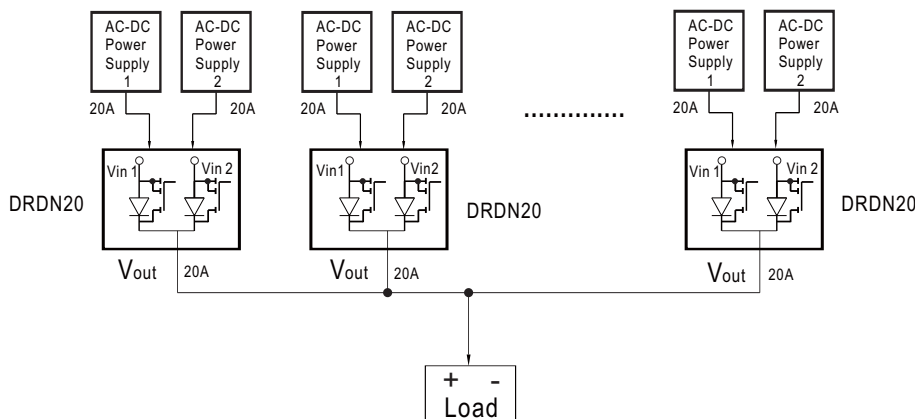 AC-DC
Power
Supply
1
AC-DC
Power
Supply
2
AC-DC
Power
Supply
1
AC-DC
Power
Supply
2
AC-DC
Power
Supply
1
AC-DC
Power
Supply
2
20A
20A
20A
20A
20A
20A
Vin 1
Vin 2
Vin1
Vin2
Vin 1
Vin 2
DRDN20
DRDN20
DRDN20
Vout
20A
Vout
20A
Vout
20A
+ -
Load